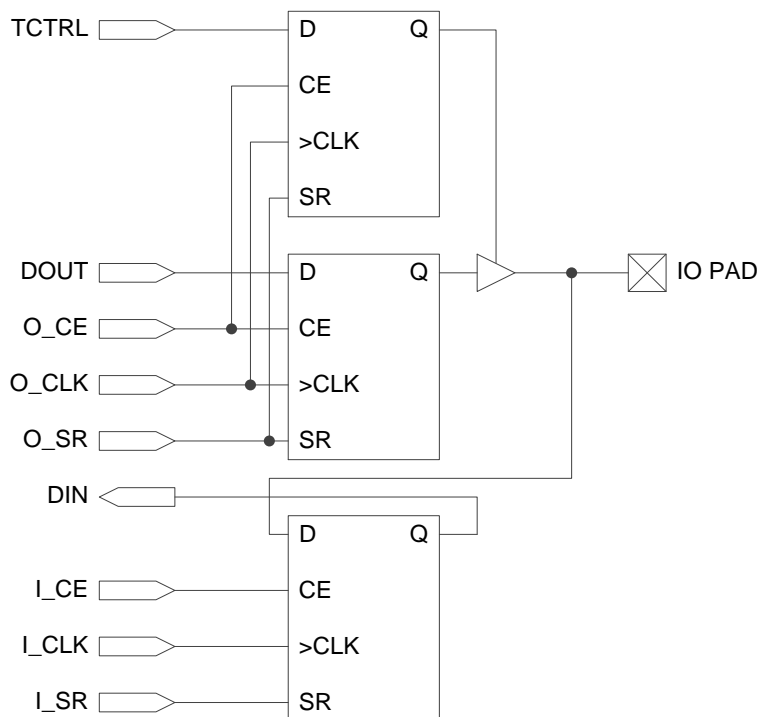 TCTRL
D
Q
CE
>CLK
SR
DOUT
D
Q
IO PAD
O_CE
CE
O_CLK
>CLK
O_SR
SR
DIN
D
Q
I_CE
CE
I_CLK
>CLK
I_SR
SR